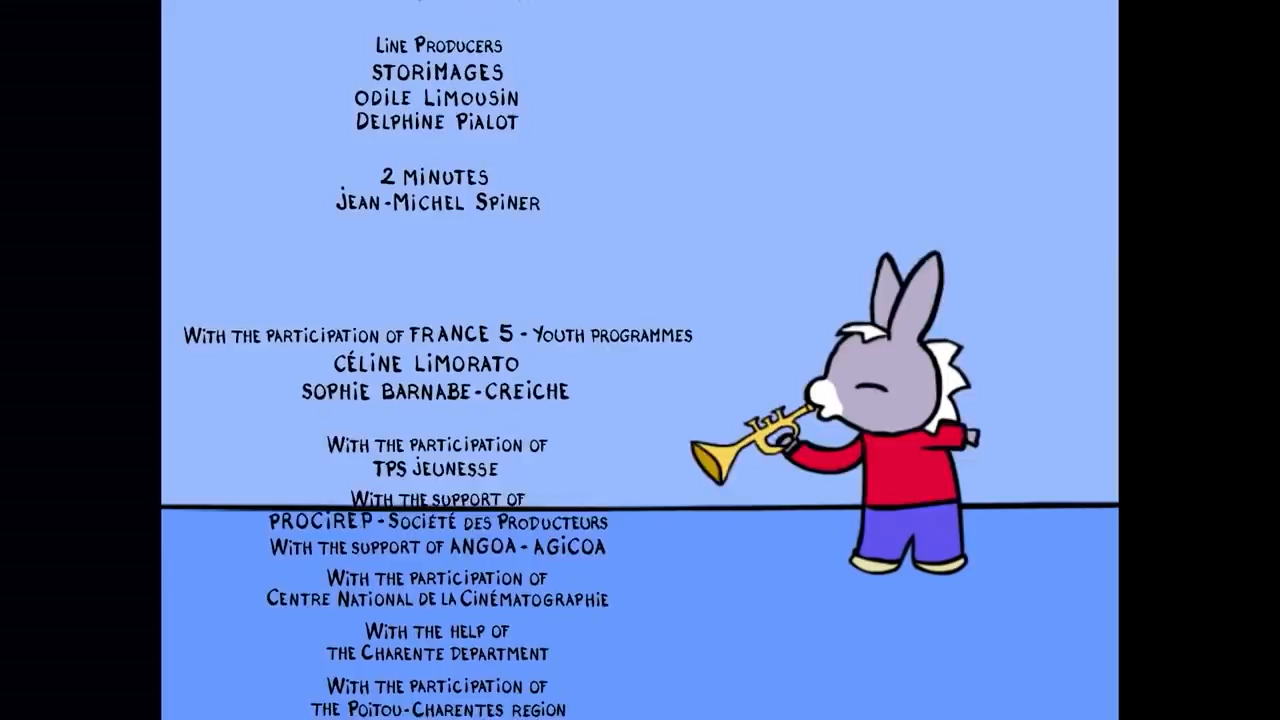 LiNE PRODUCERS
STORiMAGES
ODiLE LiMOUSiN
DELPHiNE PiALOT
2 MiNUTES
jEAN-MiCHEL SPiNER
WiTH THE PARTiCiPATiON OF FRANCE 5 - YOUTH PROGRAMMES
CÉLiNE LiMORATO
SOPHiE BARNABE-CREiCHE
WiTH THE PARTiCiPATiON OF
TPS jEUNESSE
WiTH THE SUPPORT OF
PROCiREP - SOCiÉTÉ DES PRODUCTEURS
WiTH THE SUPPORT OF ANGOA - AGiCOA
WiTH THE PARTiCiPATiON OF
CENTRE NATiONAL DE LA CiNÉMATOGRAPHiE
WiTH THE HELP OF
THE CHARENTE DEPARTMENT
WiTH THE PARTiCiPATiON OF
THE POiTOU-CHARENTES REGiON